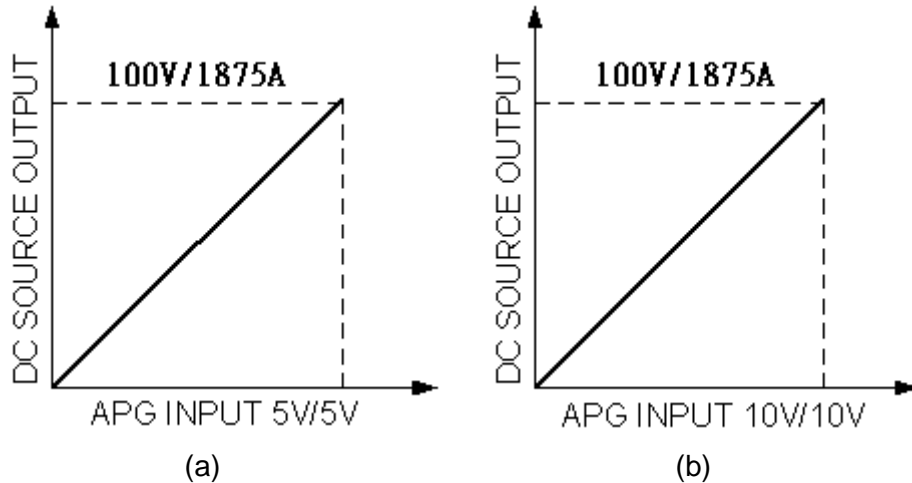 DC SOURCE OUTPUT
100V/1875A
APG INPUT 5V/5V
(a)
DC SOURCE OUTPUT
100V/1875A
APG INPUT 10V/10V
(b)